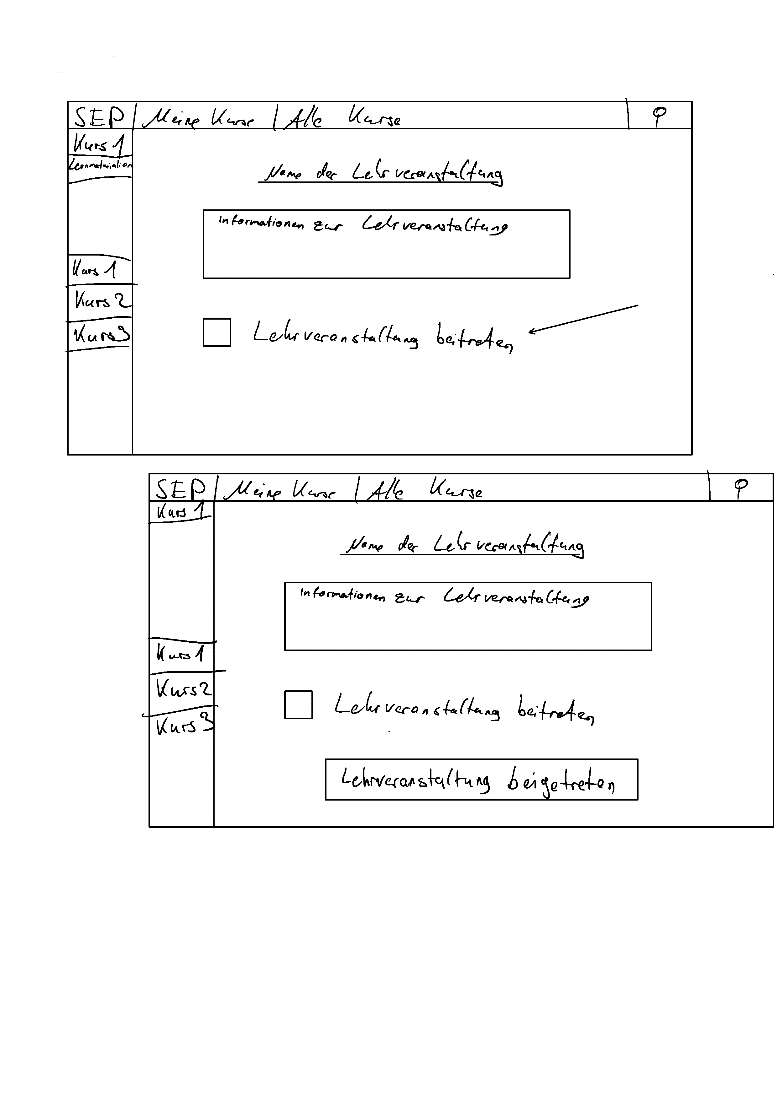 SEP | Meine Kurse | Alle Kurse
Kurs 1
Lernmaterialien
Name der Lehrveranstaltung
Informationen zur Lehrveranstaltung
Kurs 1
Kurs 2
Kurs 3
Lehrveranstaltung beitreten
SEP | Meine Kurse | Alle Kurse
Kurs 1
Name der Lehrveranstaltung
Informationen zur Lehrveranstaltung
Kurs 1
Kurs 2
Kurs 3
Lehrveranstaltung beitreten
Lehrveranstaltung beigetreten